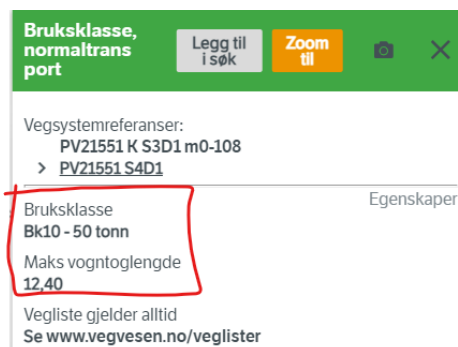 Bruksklasse,
normaltrans
port
Legg til
i søk
Zoom
til
Vegsystemreferanser:
PV21551 K S3D1 m0-108
> PV21551 S4D1
Egenskaper
Bruksklasse
Bk10 - 50 tonn
Maks vogntoglengde
12,40
Vegliste gjelder alltid
Se www.vegvesen.no/veglister